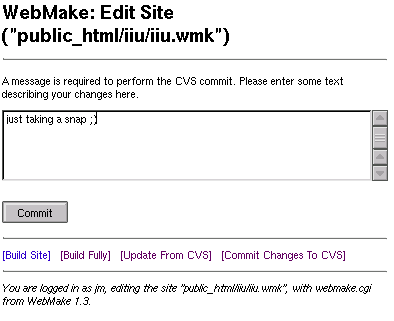 WebMake: Edit Site
("public_html/iiu/iiu.wmk")
A message is required to perform the CVS commit. Please enter some text
describing your changes here.
just taking a snap ;)
Commit
[Build Site] [Build Fully] [Update From CVS] [Commit Changes To CVS]
You are logged in as jm, editing the site "public_html/iiu/iiu.wmk", with webmake.cgi
from WebMake 1.3.